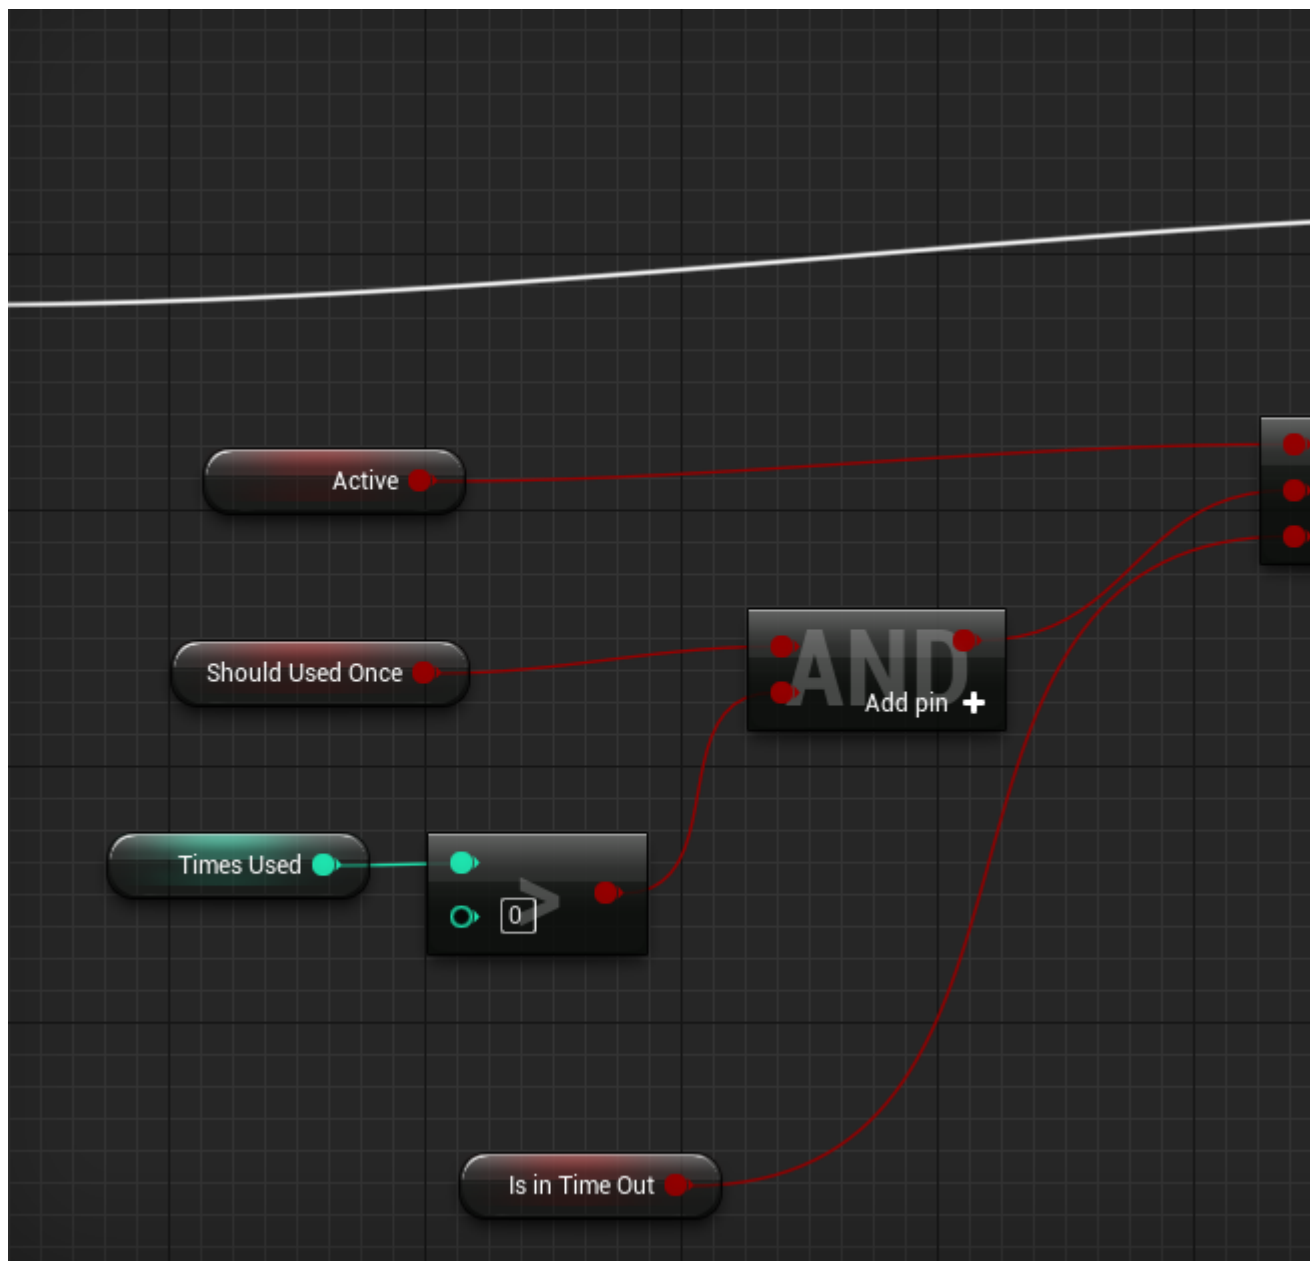 Active
Should Used Once
AND
Add pin
Times Used
>
0
Is in Time Out